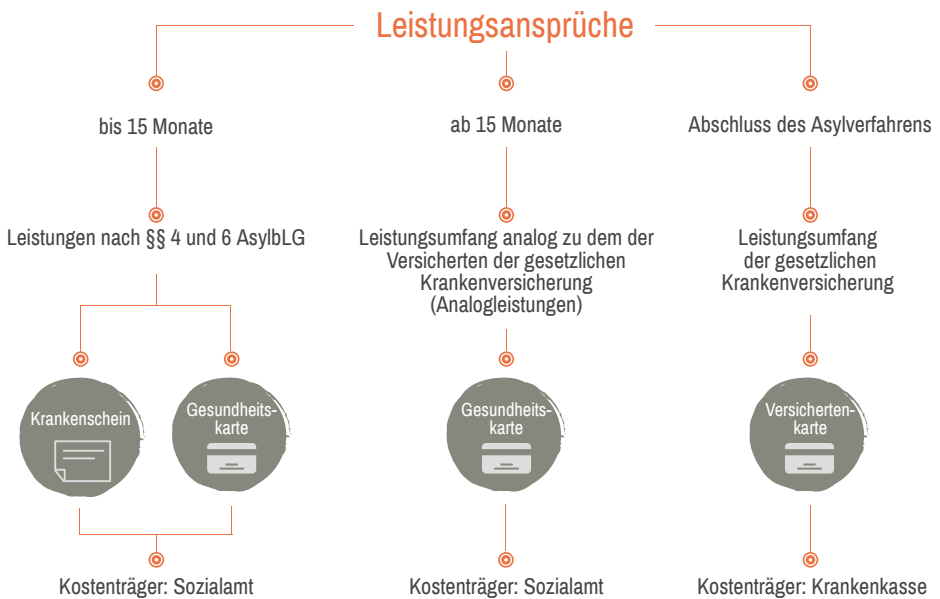 Leistungsansprüche
bis 15 Monate
Leistungen nach §§ 4 und 6 AsylbLG
Krankenschein
Gesundheits-
karte
Kostenträger: Sozialamt
ab 15 Monate
Leistungsumfang analog zu dem der
Versicherten der gesetzlichen
Krankenversicherung
(Analogleistungen)
Gesundheits-
karte
Kostenträger: Sozialamt
Abschluss des Asylverfahrens
Leistungsumfang
der gesetzlichen
Krankenversicherung
Versicherten-
karte
Kostenträger: Krankenkasse